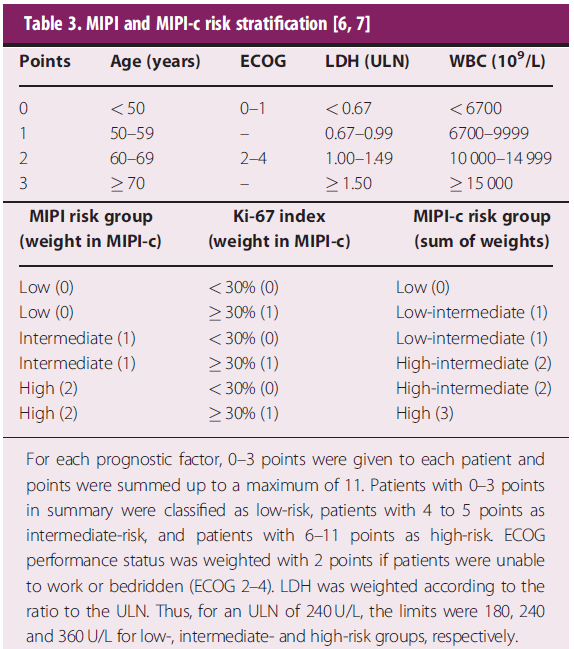 Table 3. MIPI and MIPI-c risk stratification [6, 7]
Points Age (years) ECOG LDH (ULN) WBC (10⁹/L)
0 <50 0–1 <0.67 <6700
1 50–59 – 0.67–0.99 6700–9999
2 60–69 2–4 1.00–1.49 10 000–14 999
3 ≥70 – ≥1.50 ≥15 000
MIPI risk group Ki-67 index MIPI-c risk group
(weight in MIPI-c) (weight in MIPI-c) (sum of weights)
Low (0) <30% (0) Low (0)
Low (0) ≥30% (1) Low-intermediate (1)
Intermediate (1) <30% (0) Low-intermediate (1)
Intermediate (1) ≥30% (1) High-intermediate (2)
High (2) <30% (0) High-intermediate (2)
High (2) ≥30% (1) High (3)
For each prognostic factor, 0–3 points were given to each patient and
points were summed up to a maximum of 11. Patients with 0–3 points
in summary were classified as low-risk, patients with 4 to 5 points as
intermediate-risk, and patients with 6–11 points as high-risk. ECOG
performance status was weighted with 2 points if patients were unable
to work or bedridden (ECOG 2–4). LDH was weighted according to the
ratio to the ULN. Thus, for an ULN of 240 U/L, the limits were 180, 240
and 360 U/L for low-, intermediate- and high-risk groups, respectively.